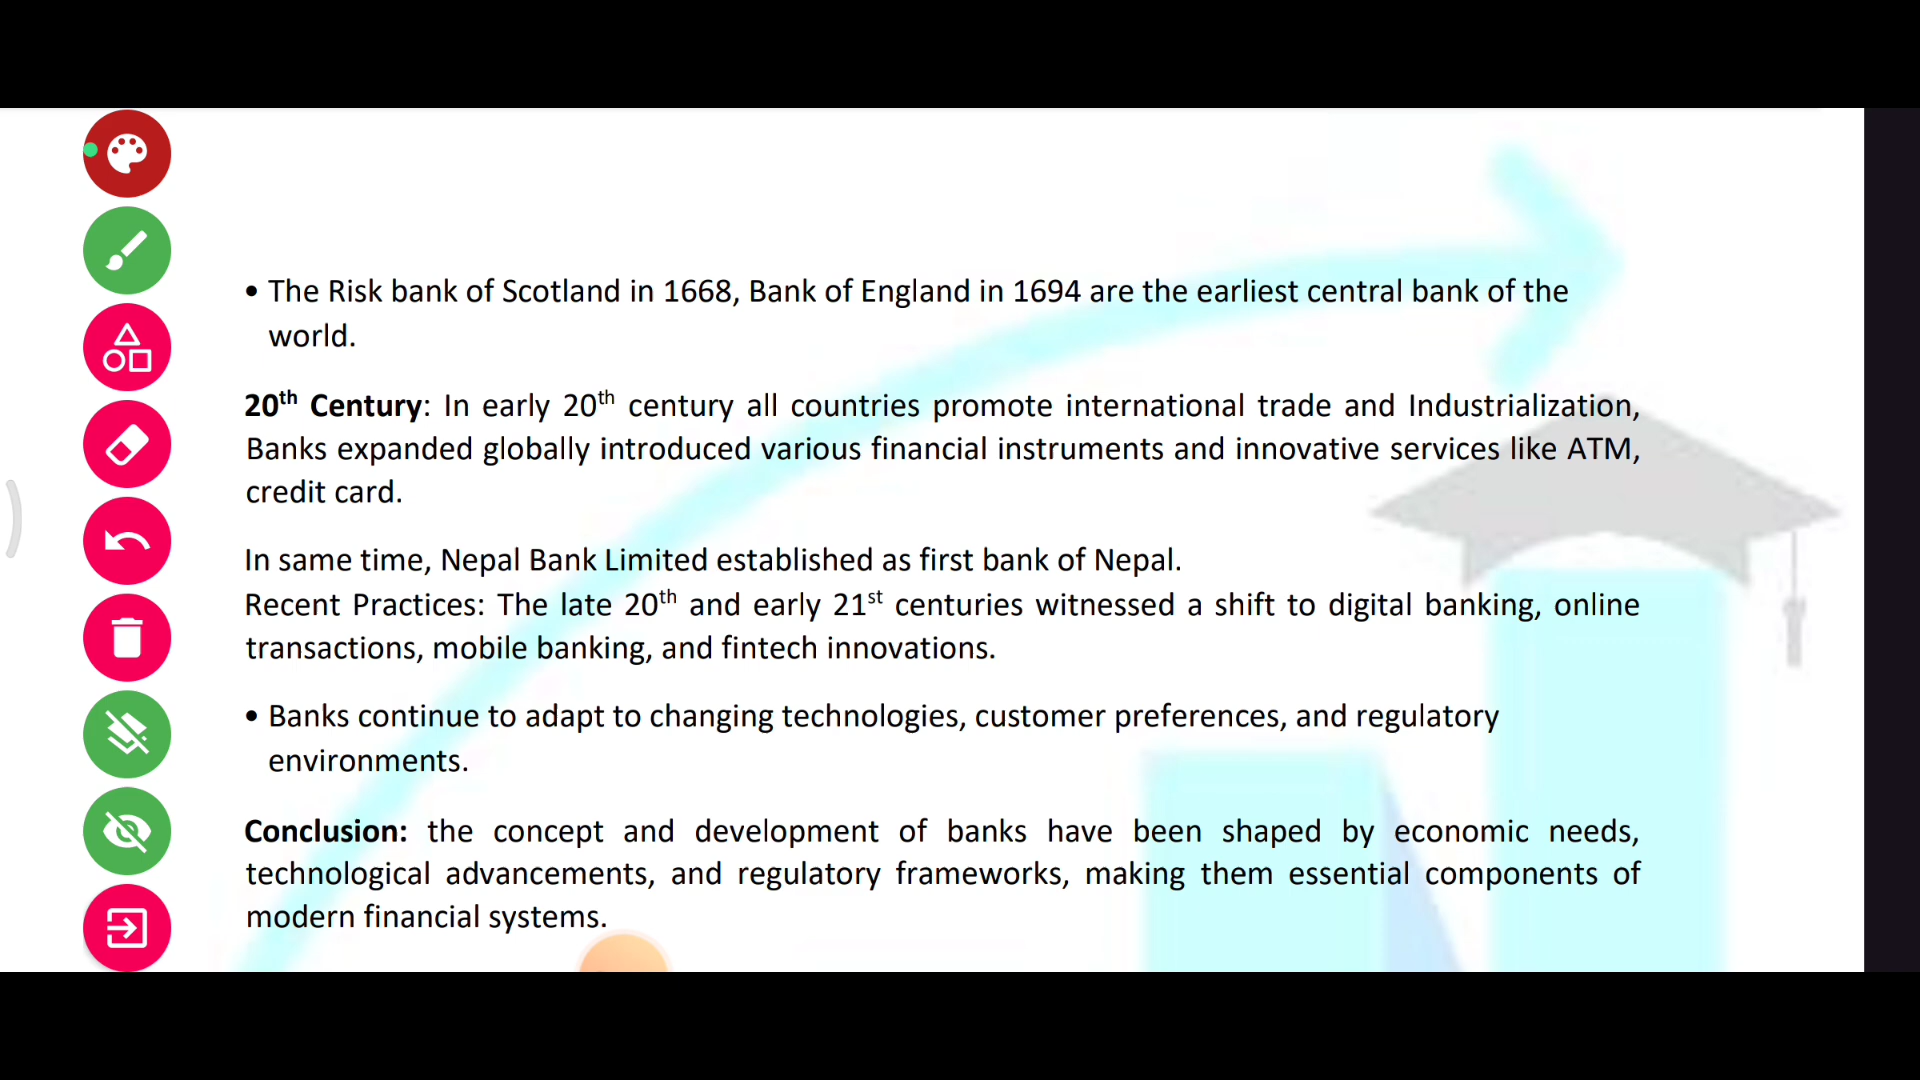 • The Risk bank of Scotland in 1668, Bank of England in 1694 are the earliest central bank of the
world.
20th Century: In early 20th century all countries promote international trade and Industrialization,
Banks expanded globally introduced various financial instruments and innovative services like ATM,
credit card.
In same time, Nepal Bank Limited established as first bank of Nepal.
Recent Practices: The late 20th and early 21st centuries witnessed a shift to digital banking, online
transactions, mobile banking, and fintech innovations.
• Banks continue to adapt to changing technologies, customer preferences, and regulatory
environments.
Conclusion: the concept and development of banks have been shaped by economic needs,
technological advancements, and regulatory frameworks, making them essential components of
modern financial systems.